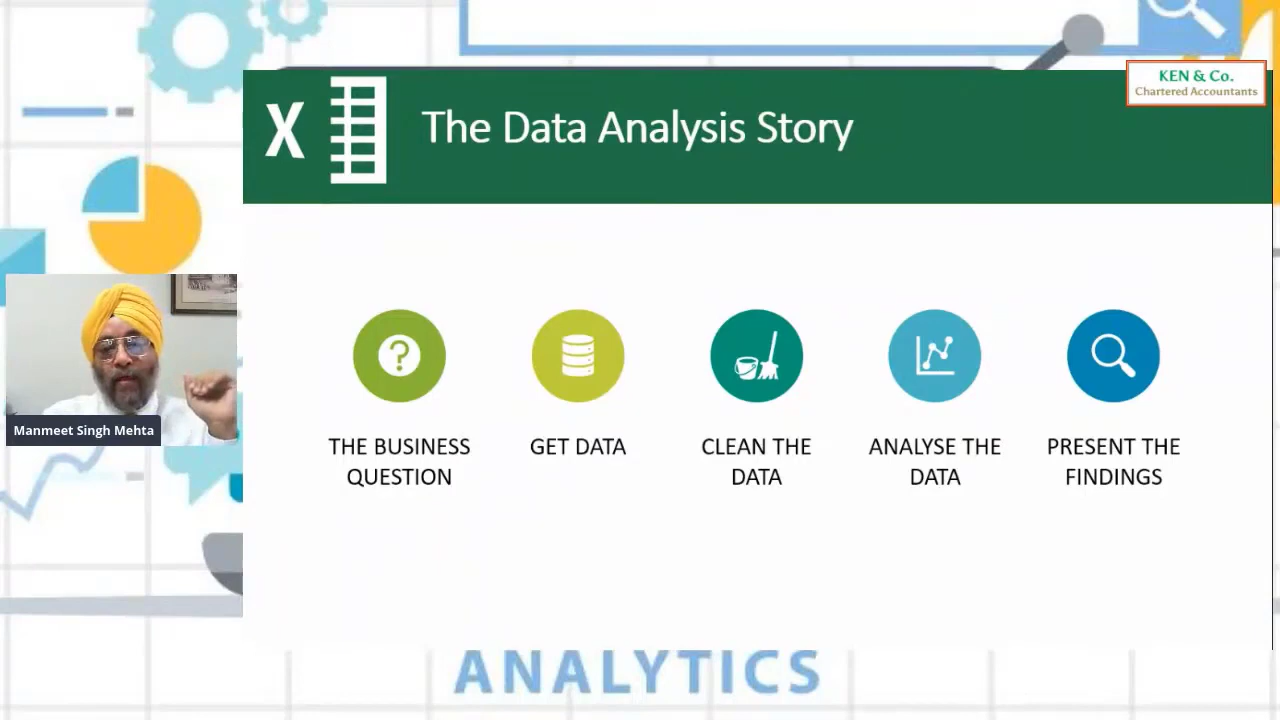 KEN & Co.
Chartered Accountants
X
The Data Analysis Story
?
THE BUSINESS
QUESTION
GET DATA
CLEAN THE
DATA
ANALYSE THE
DATA
PRESENT THE
FINDINGS
Manmeet Singh Mehta
ANALYTICS